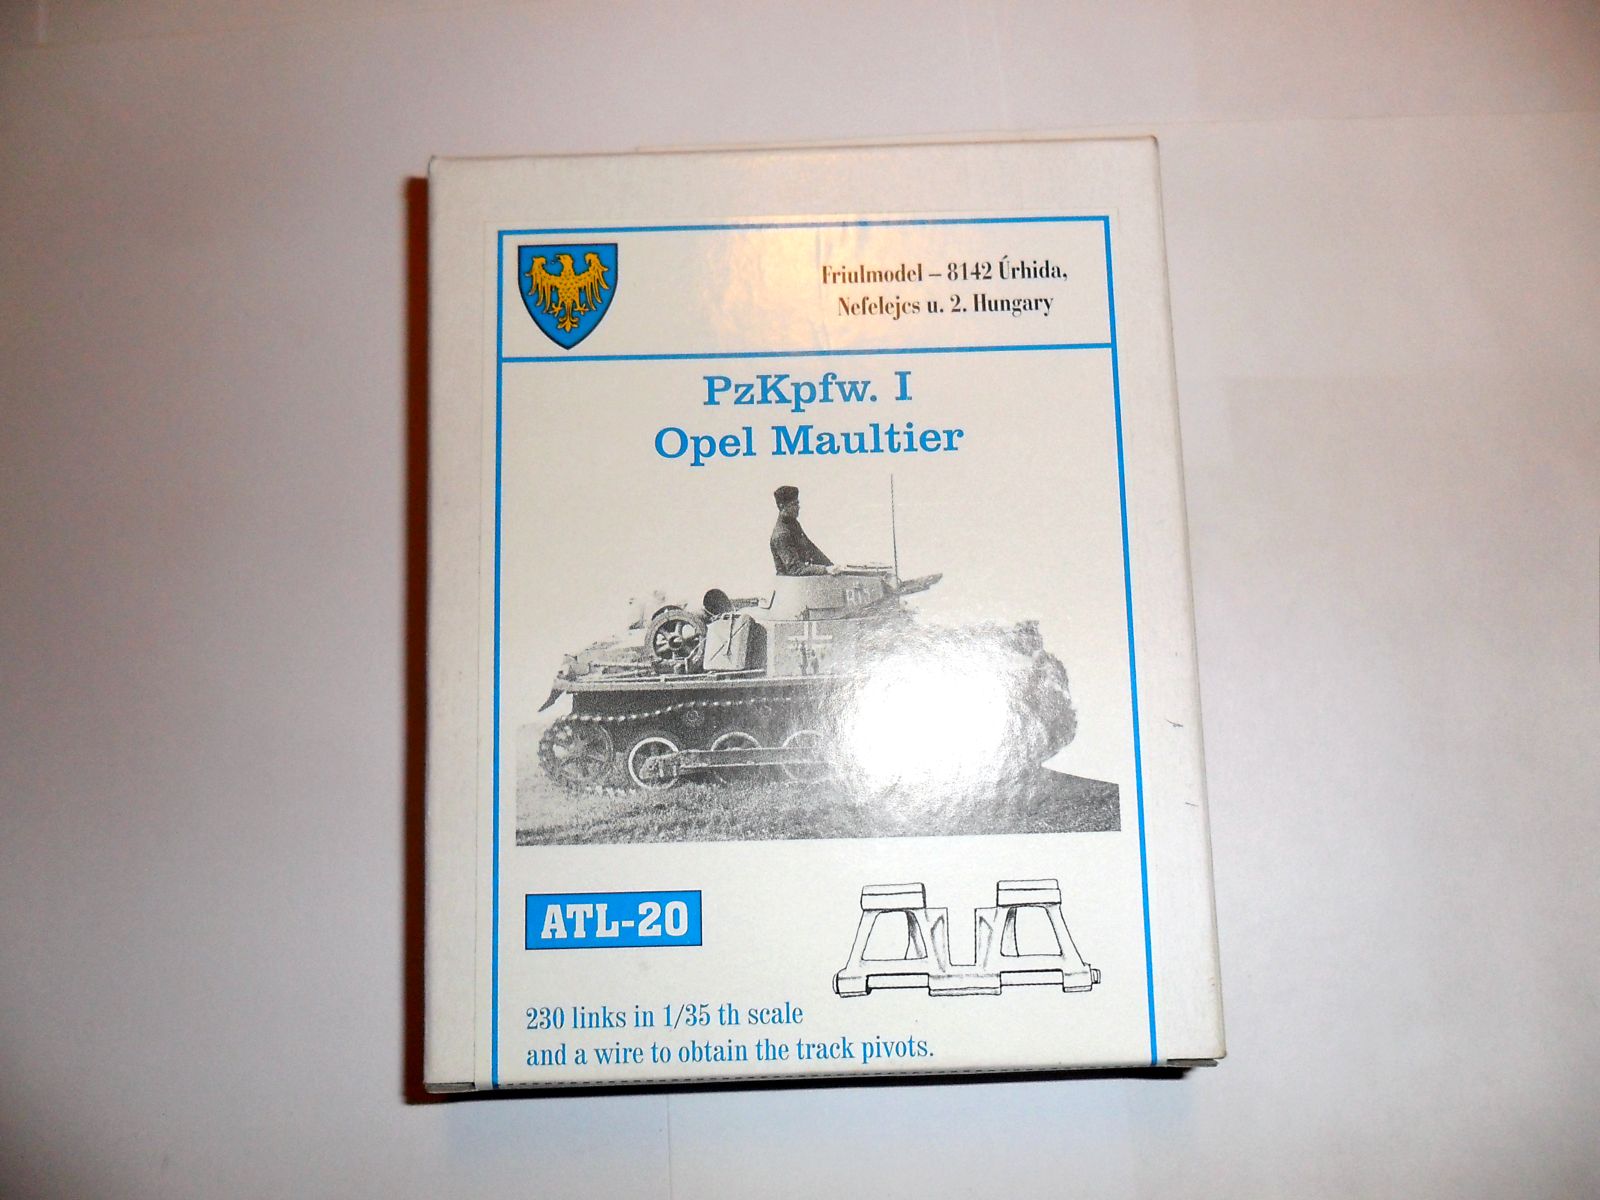 Friulmodel – 8142 Úrhida,
Nefelejcs u. 2. Hungary
PzKpfw. I
Opel Maultier
ATL-20
230 links in 1/35 th scale
and a wire to obtain the track pivots.